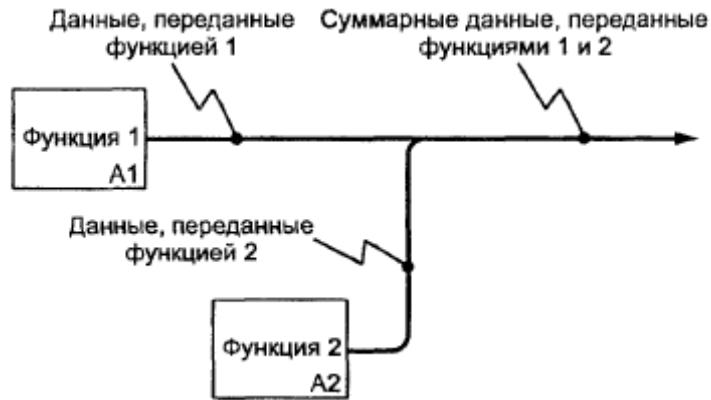 Данные, переданные
функцией 1
Суммарные данные, переданные
функциями 1 и 2
Функция 1
A1
Данные, переданные
функцией 2
Функция 2
A2